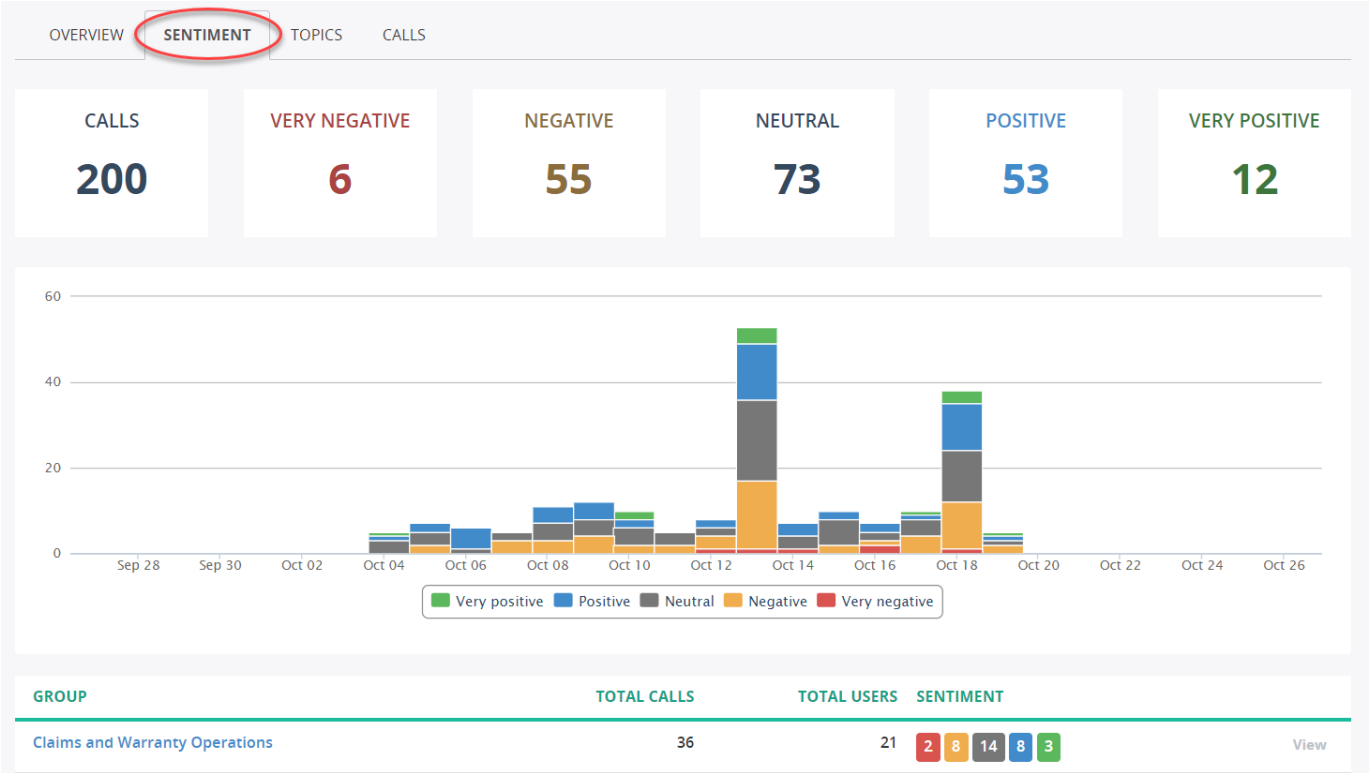 OVERVIEW SENTIMENT TOPICS CALLS
CALLS VERY NEGATIVE NEGATIVE NEUTRAL POSITIVE VERY POSITIVE
200 6 55 73 53 12
60
40
20
0
Sep 28 Sep 30 Oct 02 Oct 04 Oct 06 Oct 08 Oct 10 Oct 12 Oct 14 Oct 16 Oct 18 Oct 20 Oct 22 Oct 24 Oct 26
Very positive Positive Neutral Negative Very negative
GROUP TOTAL CALLS TOTAL USERS SENTIMENT
Claims and Warranty Operations 36 21 2 8 14 8 3 View